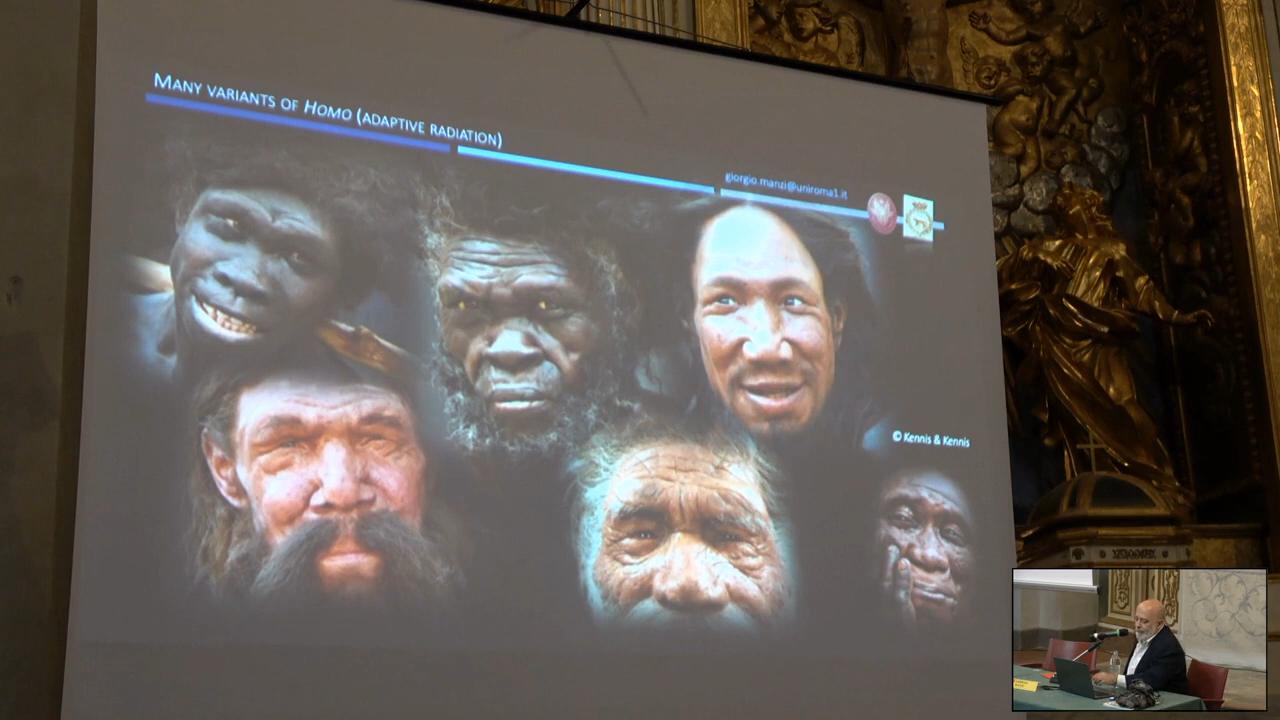 MANY VARIANTS OF HOMO (ADAPTIVE RADIATION)
giorgio.manzi@uniroma1.it
© Kennis & Kennis